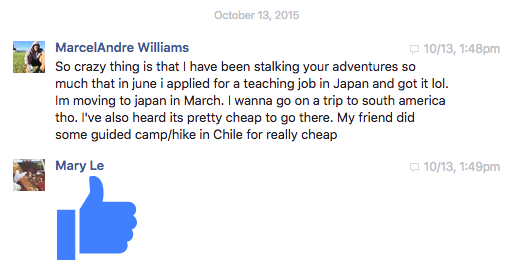 October 13, 2015
MarcelAndre Williams 10/13, 1:48pm
So crazy thing is that I have been stalking your adventures so
much that in june i applied for a teaching job in Japan and got it lol.
Im moving to japan in March. I wanna go on a trip to south america
tho. I've also heard its pretty cheap to go there. My friend did
some guided camp/hike in Chile for really cheap
Mary Le 10/13, 1:49pm